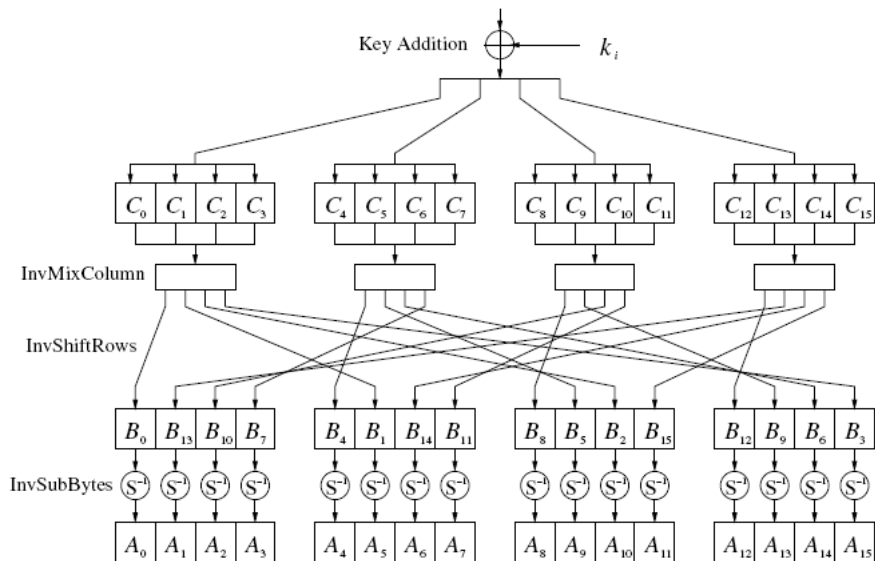 Key Addition k_i
C_0 C_1 C_2 C_3 C_4 C_5 C_6 C_7 C_8 C_9 C_10 C_11 C_12 C_13 C_14 C_15
InvMixColumn
InvShiftRows
B_0 B_13 B_10 B_7 B_4 B_1 B_14 B_11 B_8 B_5 B_2 B_15 B_12 B_9 B_6 B_3
InvSubBytes S^-1 S^-1 S^-1 S^-1 S^-1 S^-1 S^-1 S^-1 S^-1 S^-1 S^-1 S^-1 S^-1 S^-1 S^-1 S^-1
A_0 A_1 A_2 A_3 A_4 A_5 A_6 A_7 A_8 A_9 A_10 A_11 A_12 A_13 A_14 A_15